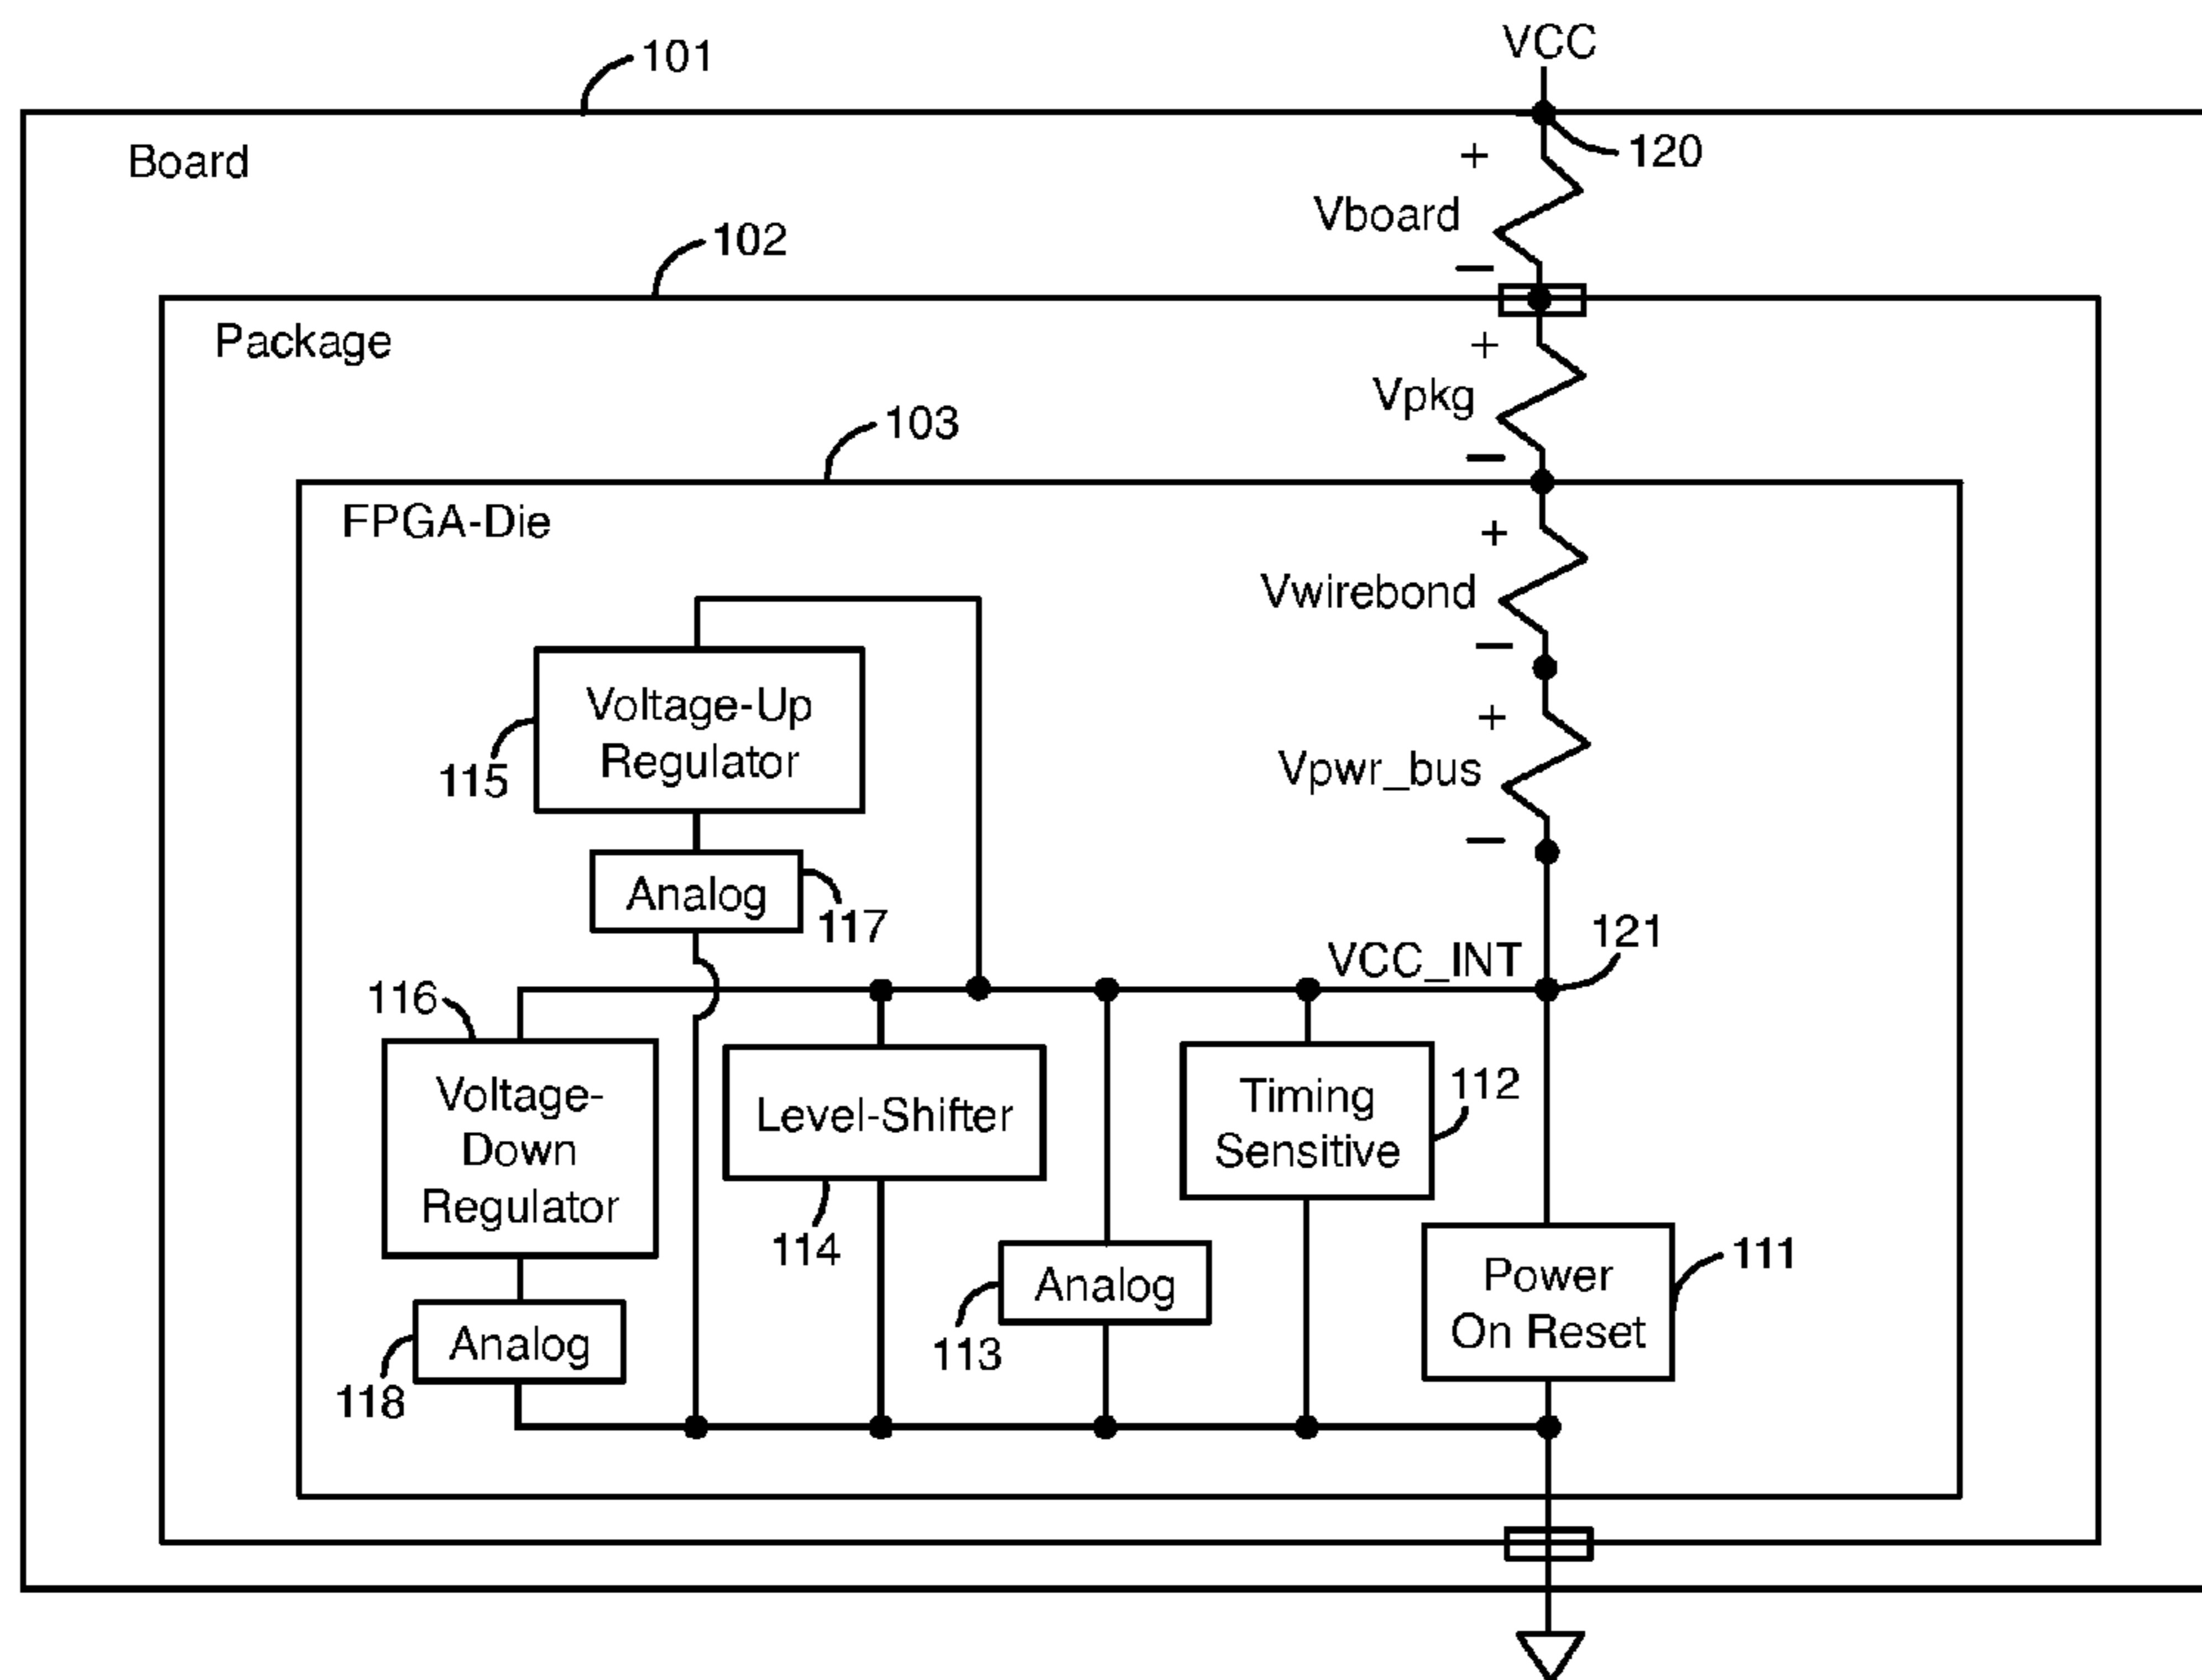 VCC
101
120
Board
+
Vboard
−
102
Package
+
Vpkg
−
103
FPGA-Die
+
Vwirebond
−
Voltage-Up
Regulator
115
+
Vpwr_bus
−
Analog
117
VCC_INT
121
116
Voltage-
Down
Regulator
Level-Shifter
114
Timing
Sensitive
112
Analog
113
Power
On Reset
111
Analog
118